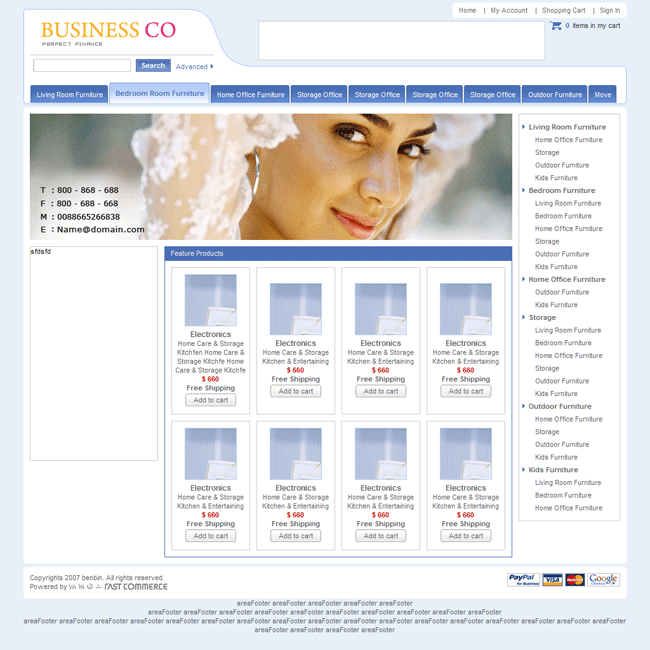 Home | My Account | Shopping Cart | Sign In
BUSINESS CO
PERFECT FINANCE
0 items in my cart
Search Advanced
Living Room Furniture
Bedroom Room Furniture
Home Office Furniture
Storage Office
Storage Office
Storage Office
Storage Office
Outdoor Furniture
Move
T : 800 - 868 - 688
F : 800 - 688 - 668
M : 0088665266838
E : Name@domain.com
sfdsfd
Feature Products
Electronics
Home Care & Storage
Kitchfen Home Care &
Storage Kitchfe Home
Care & Storage Kitchfe
$ 660
Free Shipping
Add to cart
Electronics
Home Care & Storage
Kitchen & Entertaining
$ 660
Free Shipping
Add to cart
Electronics
Home Care & Storage
Kitchen & Entertaining
$ 660
Free Shipping
Add to cart
Electronics
Home Care & Storage
Kitchen & Entertaining
$ 660
Free Shipping
Add to cart
Electronics
Home Care & Storage
Kitchen & Entertaining
$ 660
Free Shipping
Add to cart
Electronics
Home Care & Storage
Kitchen & Entertaining
$ 660
Free Shipping
Add to cart
Electronics
Home Care & Storage
Kitchen & Entertaining
$ 660
Free Shipping
Add to cart
Electronics
Home Care & Storage
Kitchen & Entertaining
$ 660
Free Shipping
Add to cart
Living Room Furniture
Home Office Furniture
Storage
Outdoor Furniture
Kids Furniture
Bedroom Furniture
Living Room Furniture
Bedroom Furniture
Home Office Furniture
Storage
Outdoor Furniture
Kids Furniture
Home Office Furniture
Outdoor Furniture
Kids Furniture
Storage
Living Room Furniture
Bedroom Furniture
Home Office Furniture
Storage
Outdoor Furniture
Kids Furniture
Outdoor Furniture
Home Office Furniture
Storage
Outdoor Furniture
Kids Furniture
Kids Furniture
Living Room Furniture
Bedroom Furniture
Home Office Furniture
Copyrights 2007 benbin. All rights reserved.
Powered by FAST COMMERCE
PayPal for Business VISA MasterCard Google Checkout
areaFooter areaFooter areaFooter areaFooter areaFooter
areaFooter areaFooter areaFooter areaFooter areaFooter areaFooter areaFooter areaFooter areaFooter areaFooter
areaFooter areaFooter areaFooter areaFooter areaFooter areaFooter areaFooter areaFooter areaFooter areaFooter areaFooter areaFooter areaFooter areaFooter areaFooter areaFooter areaFooter
areaFooter areaFooter areaFooter areaFooter